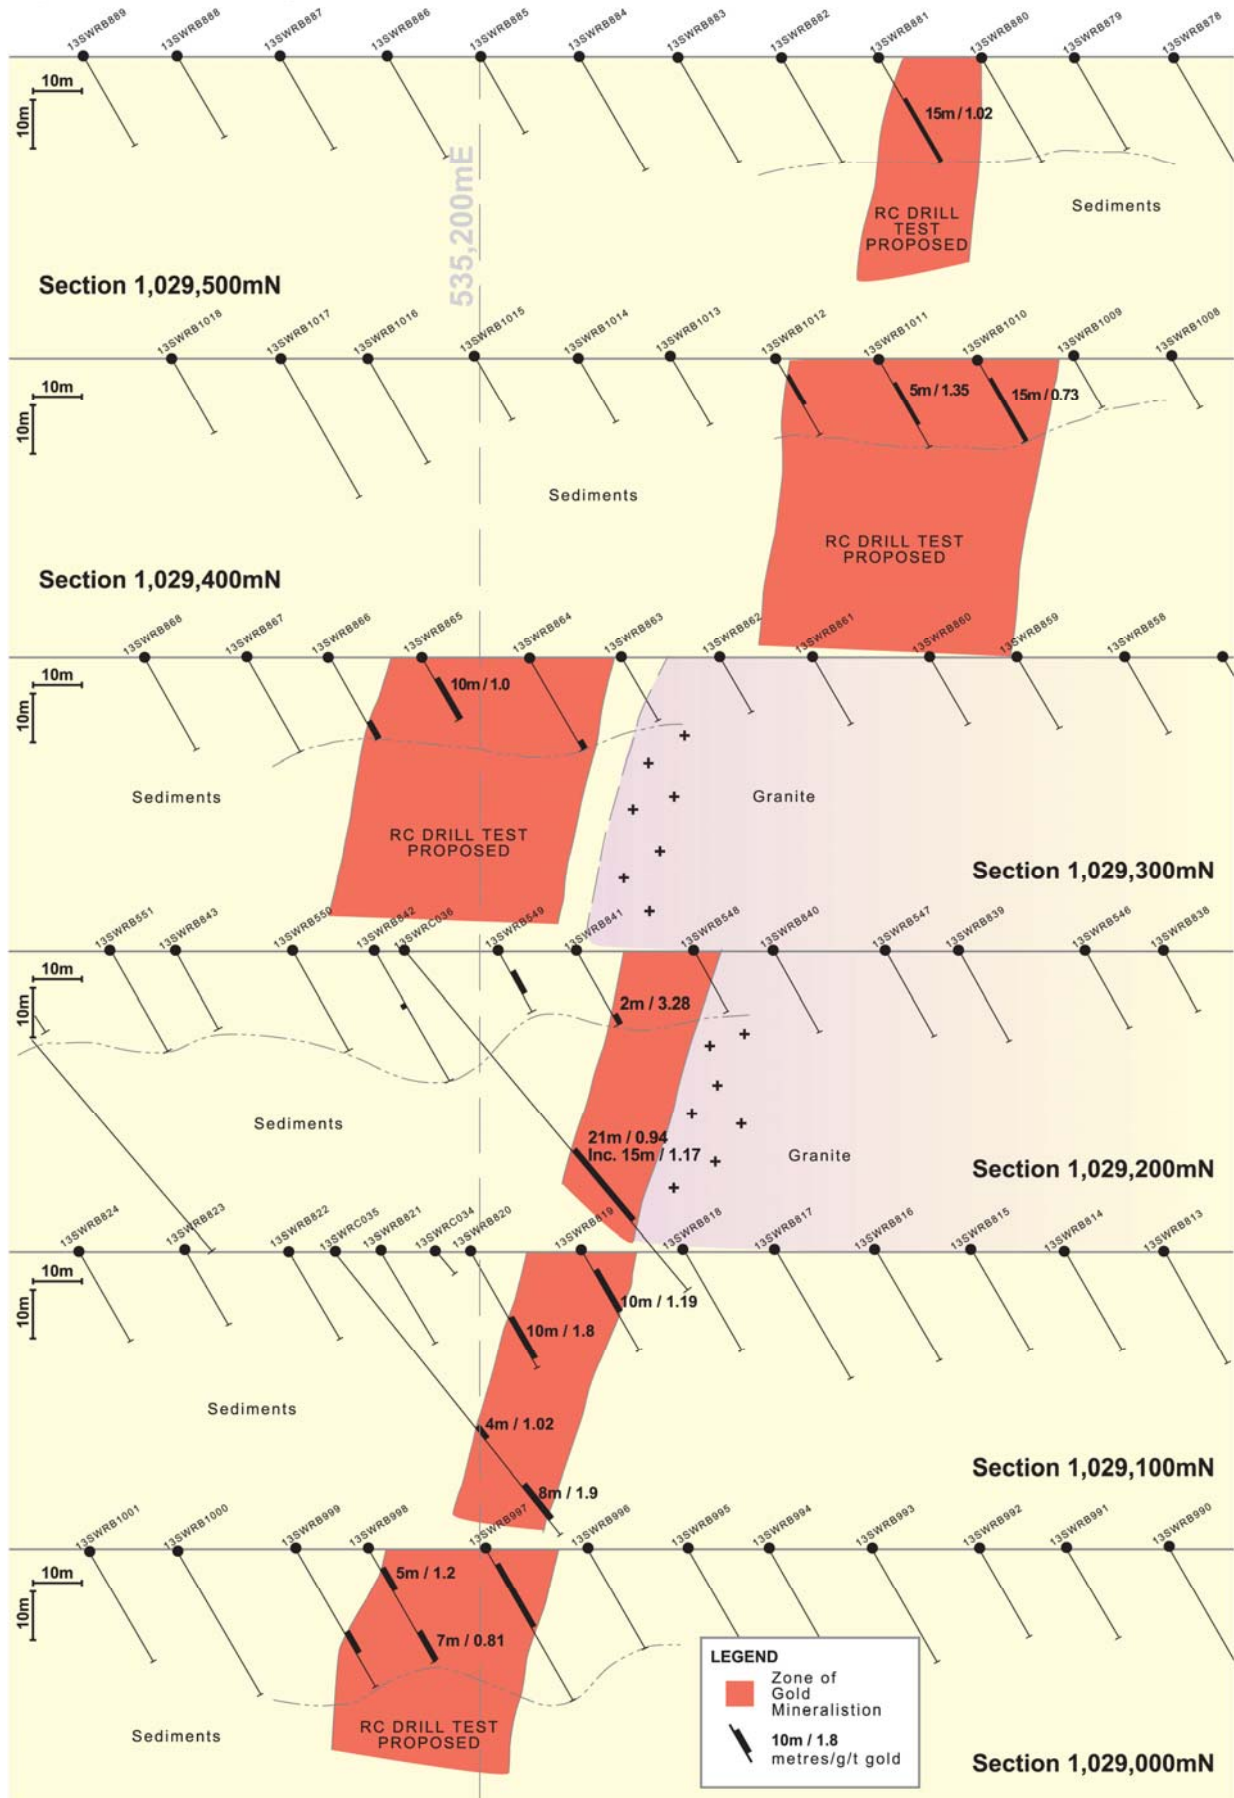 13SWRB889
13SWRB888
13SWRB887
13SWRB886
13SWRB885
13SWRB884
13SWRB883
13SWRB882
13SWRB881
13SWRB880
13SWRB879
13SWRB878
10m
10m
15m / 1.02
535,200mE
Sediments
RC DRILL
TEST
PROPOSED
Section 1,029,500mN
13SWRB1018
13SWRB1017
13SWRB1016
13SWRB1015
13SWRB1014
13SWRB1013
13SWRB1012
13SWRB1011
13SWRB1010
13SWRB1009
13SWRB1008
10m
10m
5m / 1.35
15m / 0.73
Sediments
RC DRILL TEST
PROPOSED
Section 1,029,400mN
13SWRB868
13SWRB867
13SWRB866
13SWRB865
13SWRB864
13SWRB863
13SWRB862
13SWRB861
13SWRB860
13SWRB859
13SWRB858
10m
10m
10m / 1.0
Sediments
Granite
RC DRILL TEST
PROPOSED
Section 1,029,300mN
13SWRB551
13SWRB843
13SWRB550
13SWRB842
13SWRC036
13SWRB549
13SWRB841
13SWRB548
13SWRB840
13SWRB547
13SWRB839
13SWRB546
13SWRB838
10m
10m
2m / 3.28
Sediments
21m / 0.94
Inc. 15m / 1.17
Granite
Section 1,029,200mN
13SWRB824
13SWRB823
13SWRB822
13SWRC035
13SWRB821
13SWRC034
13SWRB820
13SWRB819
13SWRB818
13SWRB817
13SWRB816
13SWRB815
13SWRB814
13SWRB813
10m
10m
10m / 1.19
10m / 1.8
Sediments
4m / 1.02
8m / 1.9
Section 1,029,100mN
13SWRB1001
13SWRB1000
13SWRB999
13SWRB998
13SWRB997
13SWRB996
13SWRB995
13SWRB994
13SWRB993
13SWRB992
13SWRB991
13SWRB990
10m
10m
5m / 1.2
7m / 0.81
Sediments
RC DRILL TEST
PROPOSED
Section 1,029,000mN
LEGEND
Zone of
Gold
Mineralistion
10m / 1.8
metres/g/t gold